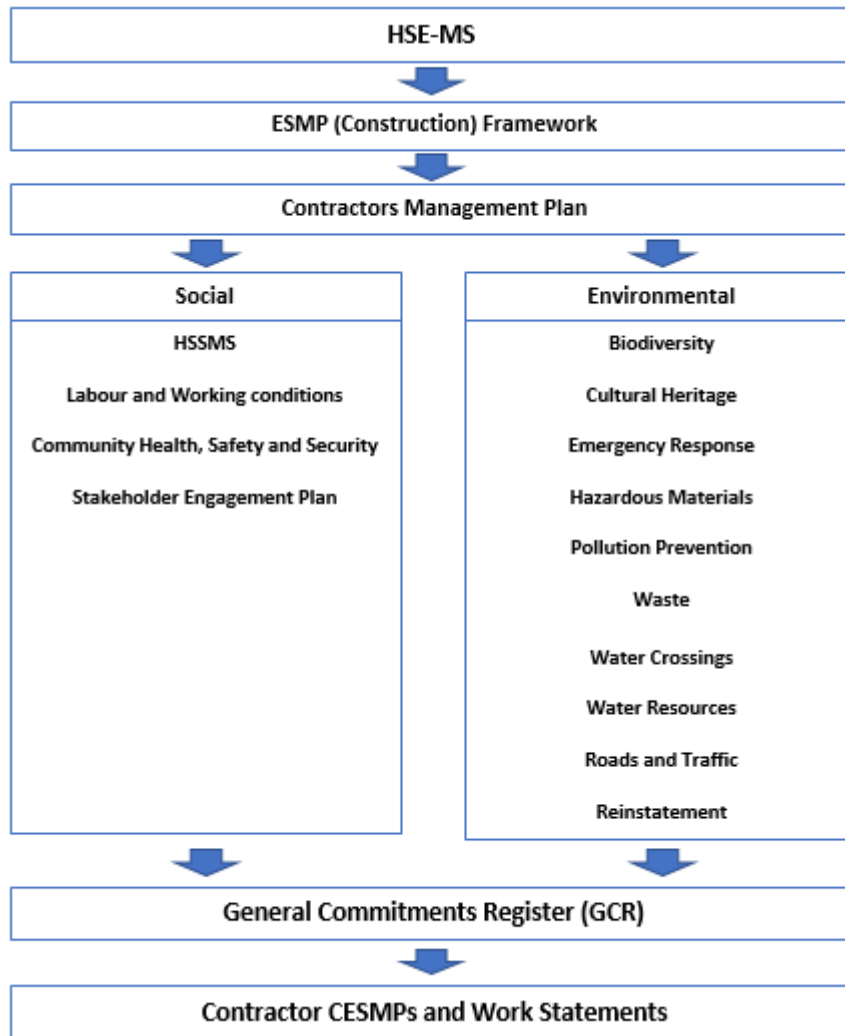 HSE-MS
ESMP (Construction) Framework
Contractors Management Plan
Social
HSSMS
Labour and Working conditions
Community Health, Safety and Security
Stakeholder Engagement Plan
Environmental
Biodiversity
Cultural Heritage
Emergency Response
Hazardous Materials
Pollution Prevention
Waste
Water Crossings
Water Resources
Roads and Traffic
Reinstatement
General Commitments Register (GCR)
Contractor CESMPs and Work Statements